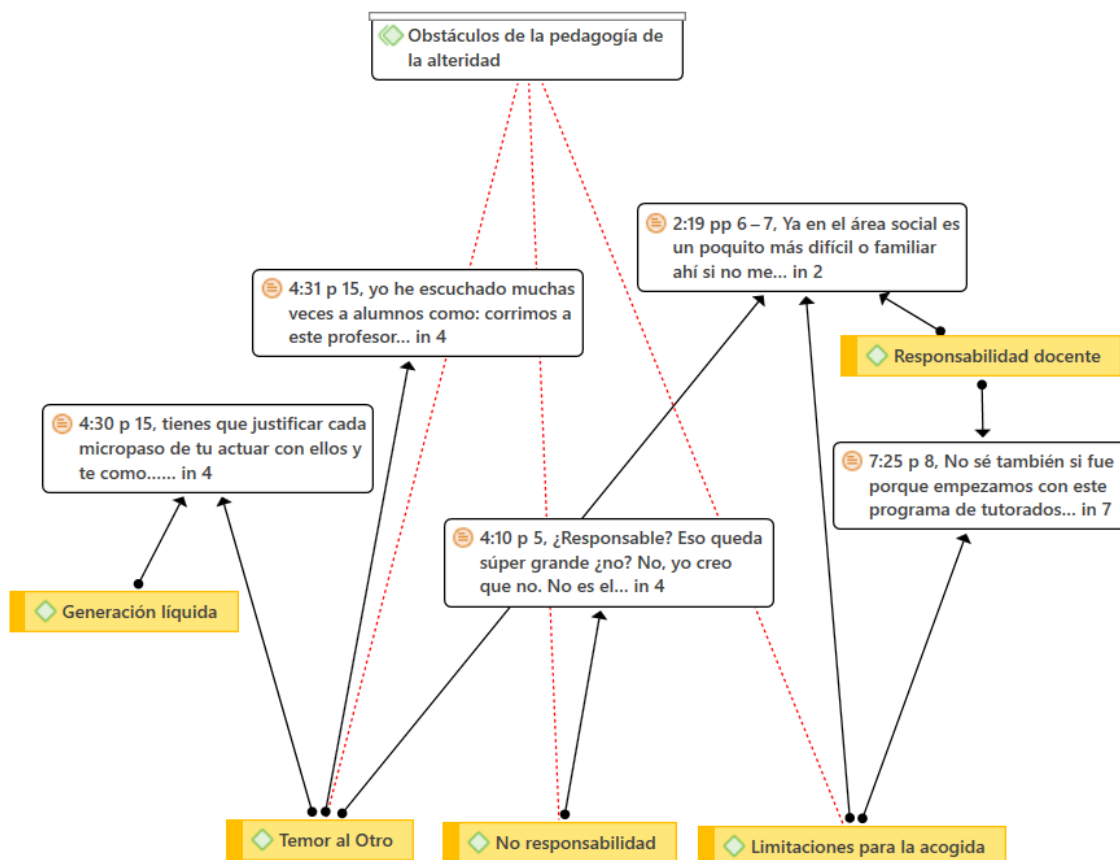 Obstáculos de la pedagogía de
la alteridad
2:19 pp 6 – 7, Ya en el área social es
un poquito más difícil o familiar
ahí si no me... in 2
4:31 p 15, yo he escuchado muchas
veces a alumnos como: corrimos a
este profesor... in 4
Responsabilidad docente
4:30 p 15, tienes que justificar cada
micropaso de tu actuar con ellos y
te como...... in 4
7:25 p 8, No sé también si fue
porque empezamos con este
programa de tutorados... in 7
4:10 p 5, ¿Responsable? Eso queda
súper grande ¿no? No, yo creo
que no. No es el... in 4
Generación líquida
Temor al Otro
No responsabilidad
Limitaciones para la acogida